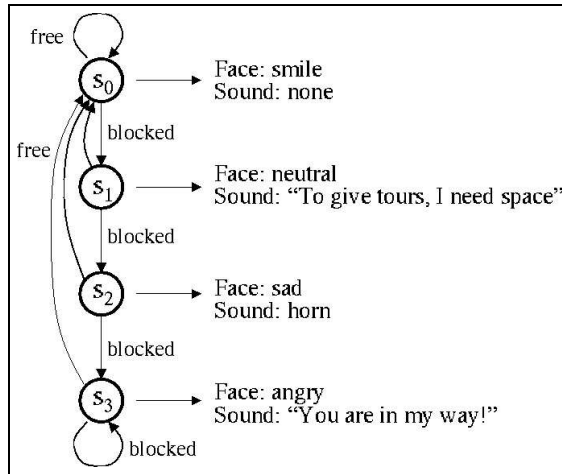 free
s0
Face: smile
Sound: none
blocked
free
s1
Face: neutral
Sound: “To give tours, I need space”
blocked
s2
Face: sad
Sound: horn
blocked
s3
Face: angry
Sound: “You are in my way!”
blocked